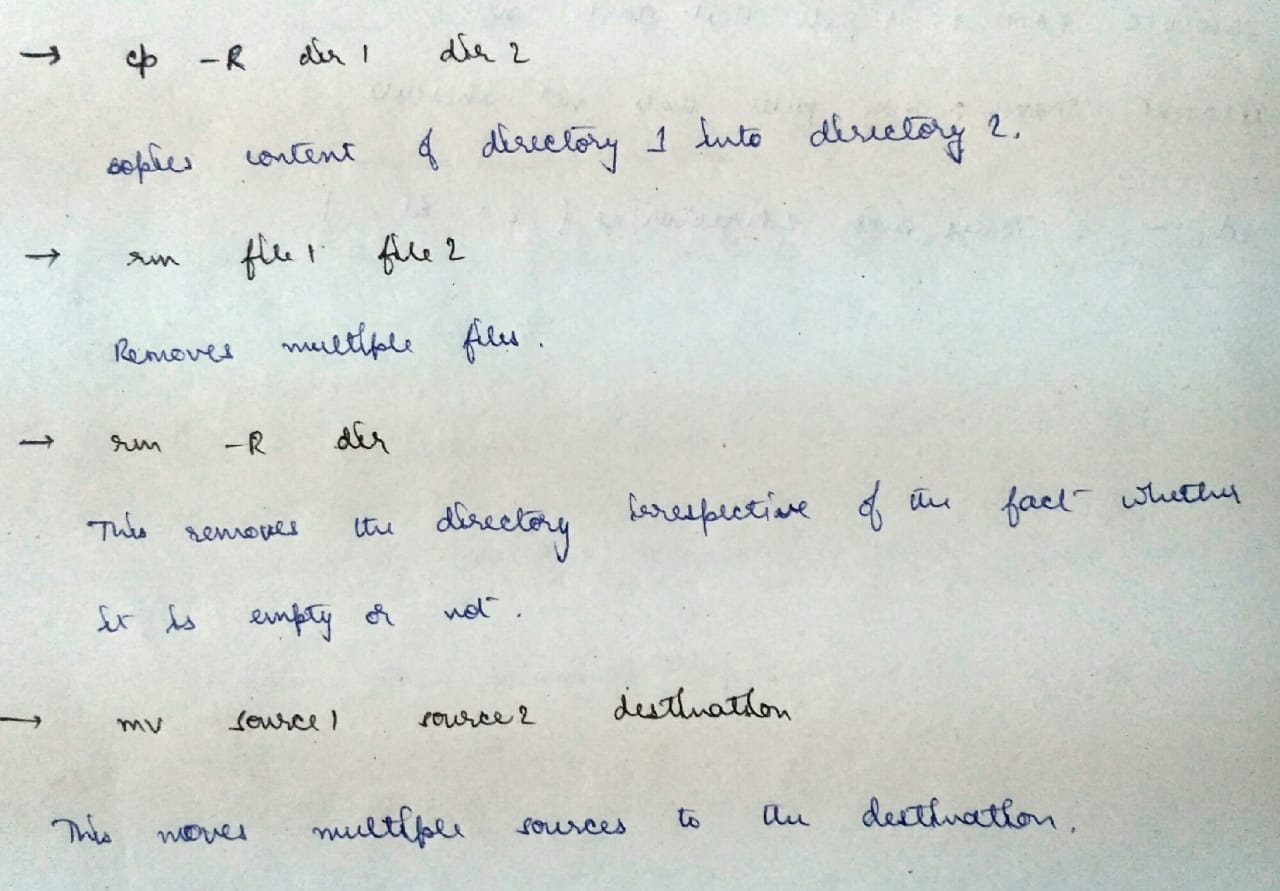 → cp -R dir 1 dir 2
copies content of directory 1 into directory 2.
→ rm file 1 file 2
Removes multiple files.
→ rm -R dir
This removes the directory irrespective of the fact whether
it is empty or not.
→ mv source 1 source 2 destination
This moves multiple sources to the destination.